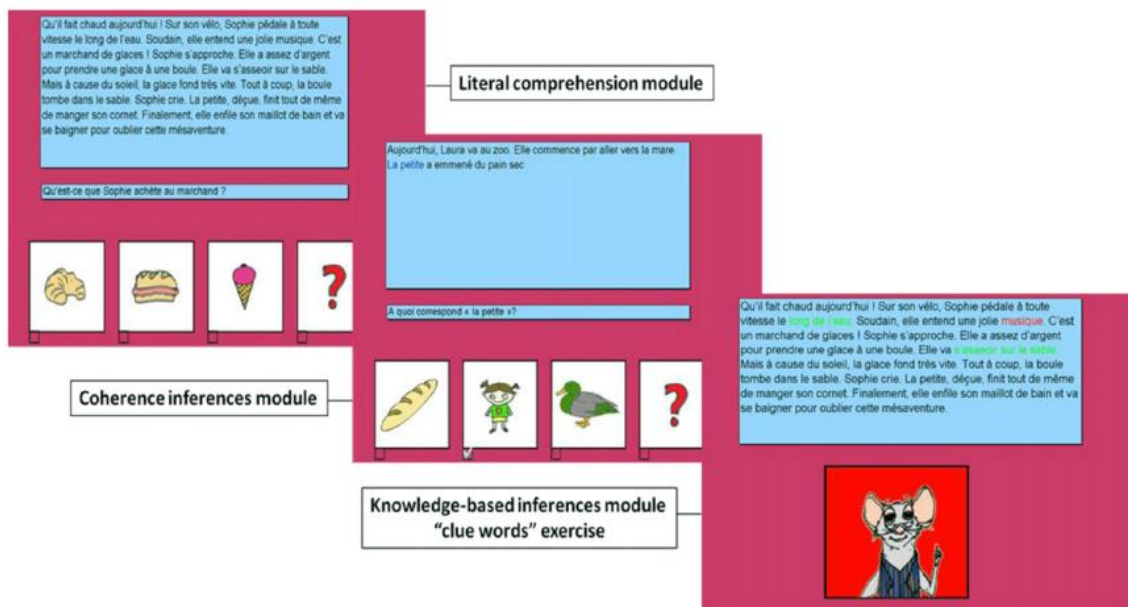 Qu'il fait chaud aujourd'hui ! Sur son vélo, Sophie pédale à toute
vitesse le long de l'eau. Soudain, elle entend une jolie musique. C'est
un marchand de glaces ! Sophie s'approche. Elle a assez d'argent
pour prendre une glace à une boule. Elle va s'asseoir sur le sable.
Mais à cause du soleil, la glace fond très vite. Tout à coup, la boule
tombe dans le sable. Sophie crie. La petite, déçue, finit tout de même
de manger son cornet. Finalement, elle enfile son maillot de bain et va
se baigner pour oublier cette mésaventure.
Qu'est-ce que Sophie achète au marchand ?
?
Literal comprehension module
Aujourd'hui, Laura va au zoo. Elle commence par aller vers la mare.
La petite a emmené du pain sec
A quoi correspond « la petite »?
?
Coherence inferences module
Qu'il fait chaud aujourd'hui ! Sur son vélo, Sophie pédale à toute
vitesse le long de l'eau. Soudain, elle entend une jolie musique. C'est
un marchand de glaces ! Sophie s'approche. Elle a assez d'argent
pour prendre une glace à une boule. Elle va s'asseoir sur le sable.
Mais à cause du soleil, la glace fond très vite. Tout à coup, la boule
tombe dans le sable. Sophie crie. La petite, déçue, finit tout de même
de manger son cornet. Finalement, elle enfile son maillot de bain et va
se baigner pour oublier cette mésaventure.
Knowledge-based inferences module
"clue words" exercise